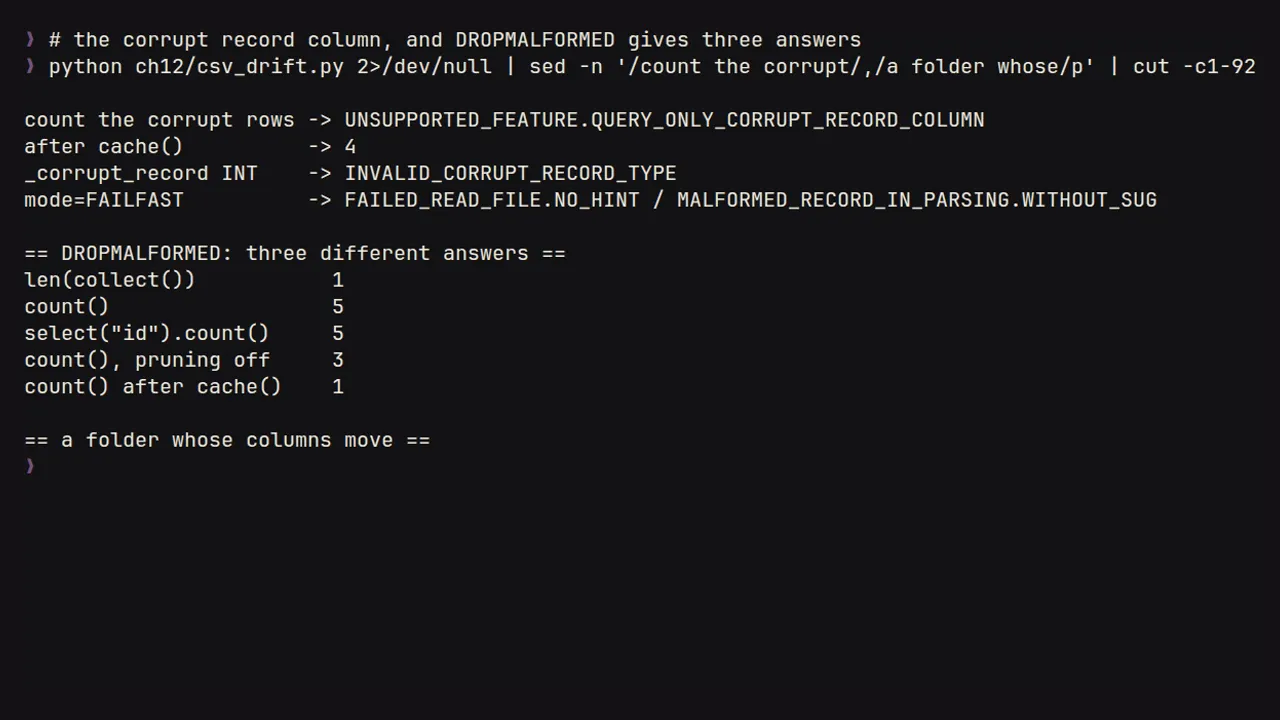 ❯ # the corrupt record column, and DROPMALFORMED gives three answers
❯ python ch12/csv_drift.py 2>/dev/null | sed -n '/count the corrupt/,/a folder whose/p' | cut -c1-92
count the corrupt rows -> UNSUPPORTED_FEATURE.QUERY_ONLY_CORRUPT_RECORD_COLUMN
after cache()          -> 4
_corrupt_record INT    -> INVALID_CORRUPT_RECORD_TYPE
mode=FAILFAST          -> FAILED_READ_FILE.NO_HINT / MALFORMED_RECORD_IN_PARSING.WITHOUT_SUG
== DROPMALFORMED: three different answers ==
len(collect())           1
count()                  5
select("id").count()     5
count(), pruning off     3
count() after cache()    1
== a folder whose columns move ==
❯